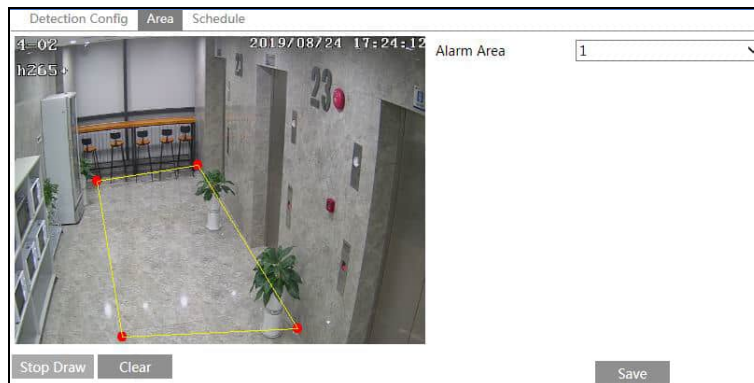 Detection Config Area Schedule
4-02 2019/08/24 17:24:12
h265+
Alarm Area 1
23
23
Stop Draw Clear
Save